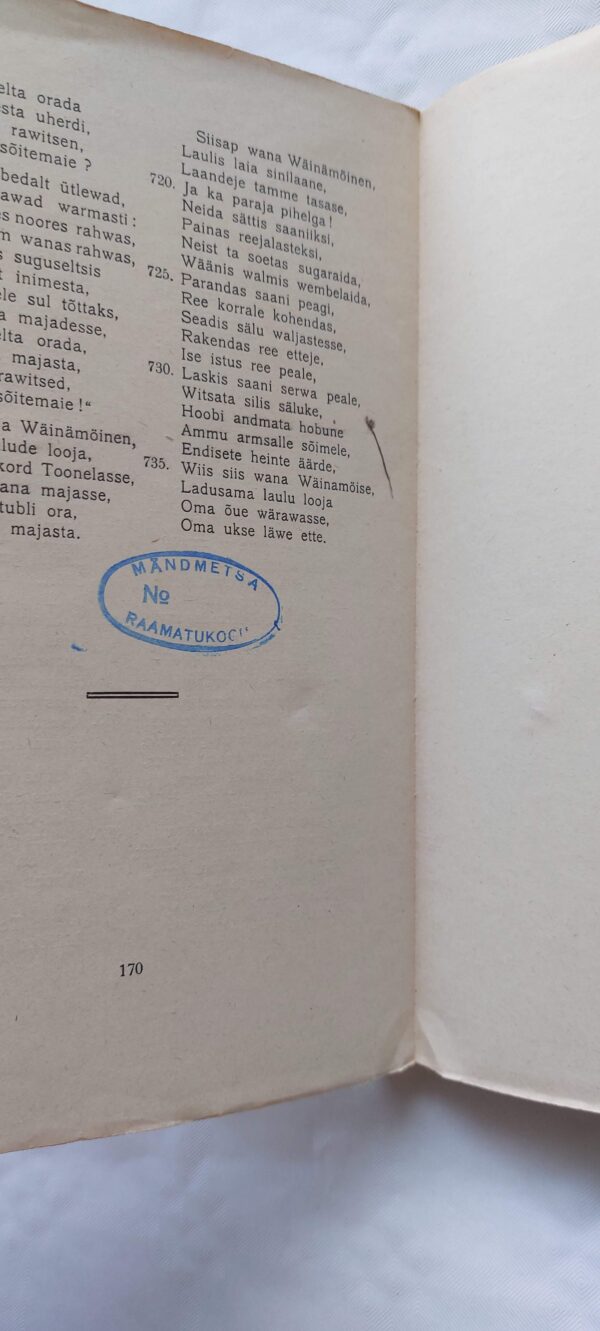 elta orada
sta uherdi,
rawitsen,
sõitemaie ?
bedalt ütlewad,
awad warmasti :
s noores rahwas,
m wanas rahwas,
s suguseltsis
t inimesta,
ele sul tõttaks,
a majadesse,
elta orada,
majasta,
rawitsed,
sõitemaie !“
a Wäinämöinen,
lude looja,
kord Toonelasse,
ana majasse,
tubli ora,
majasta.
Siisap wana Wäinämöinen,
Laulis laia sinilaane,
Laandeje tamme tasase,
720. Ja ka paraja pihelga !
Neida sättis saaniiksi,
Painas reejalasteksi,
Neist ta soetas sugaraida,
Wäänis walmis wembelaida,
725. Parandas saani peagi,
Ree korrale kohendas,
Seadis sälu waljastesse,
Rakendas ree etteje,
Ise istus ree peale,
730. Laskis saani serwa peale,
Witsata silis säluke,
Hoobi andmata hobune
Ammu armsalle sõimele,
Endisete heinte äärde,
735. Wiis siis wana Wäinamöise,
Ladusama laulu looja
Oma õue wärawasse,
Oma ukse läwe ette.
MÄNDMETSA
No
RAAMATUKOGU
170